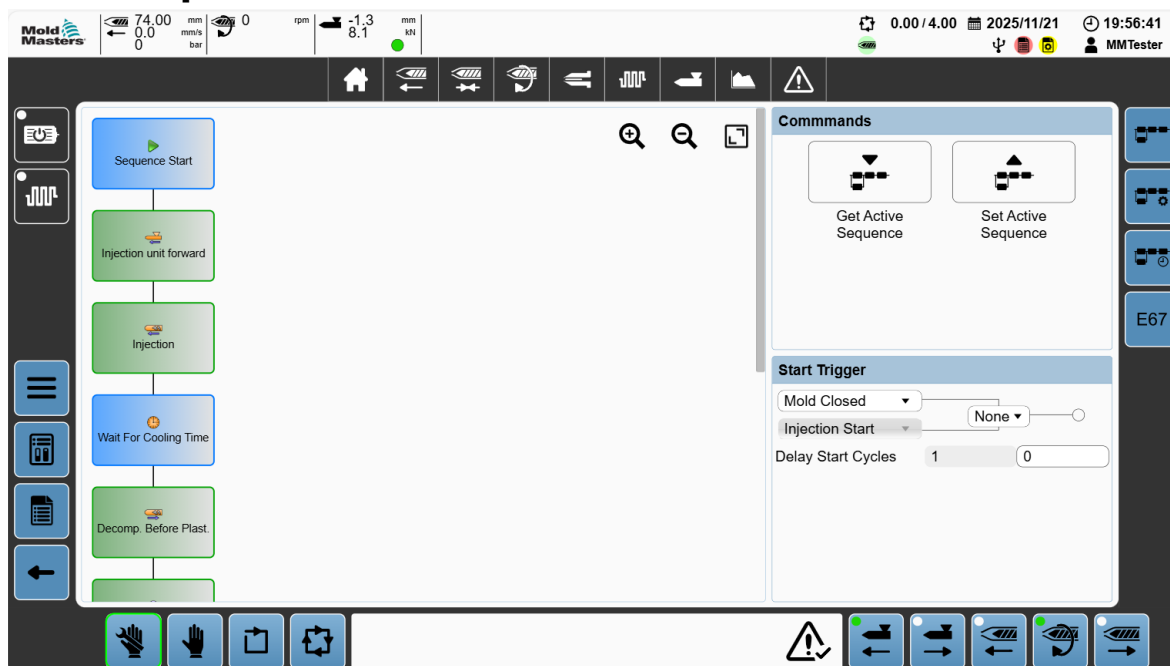 Mold
Masters
74.00 mm
0.0 mm/s
0 bar
0 rpm
-1.3 mm
8.1 kN
0.00 / 4.00
2025/11/21
19:56:41
MMTester
Sequence Start
Injection unit forward
Injection
Wait For Cooling Time
Decomp. Before Plast.
Commmands
Get Active
Sequence
Set Active
Sequence
E67
Start Trigger
Mold Closed
None
Injection Start
Delay Start Cycles 1 0